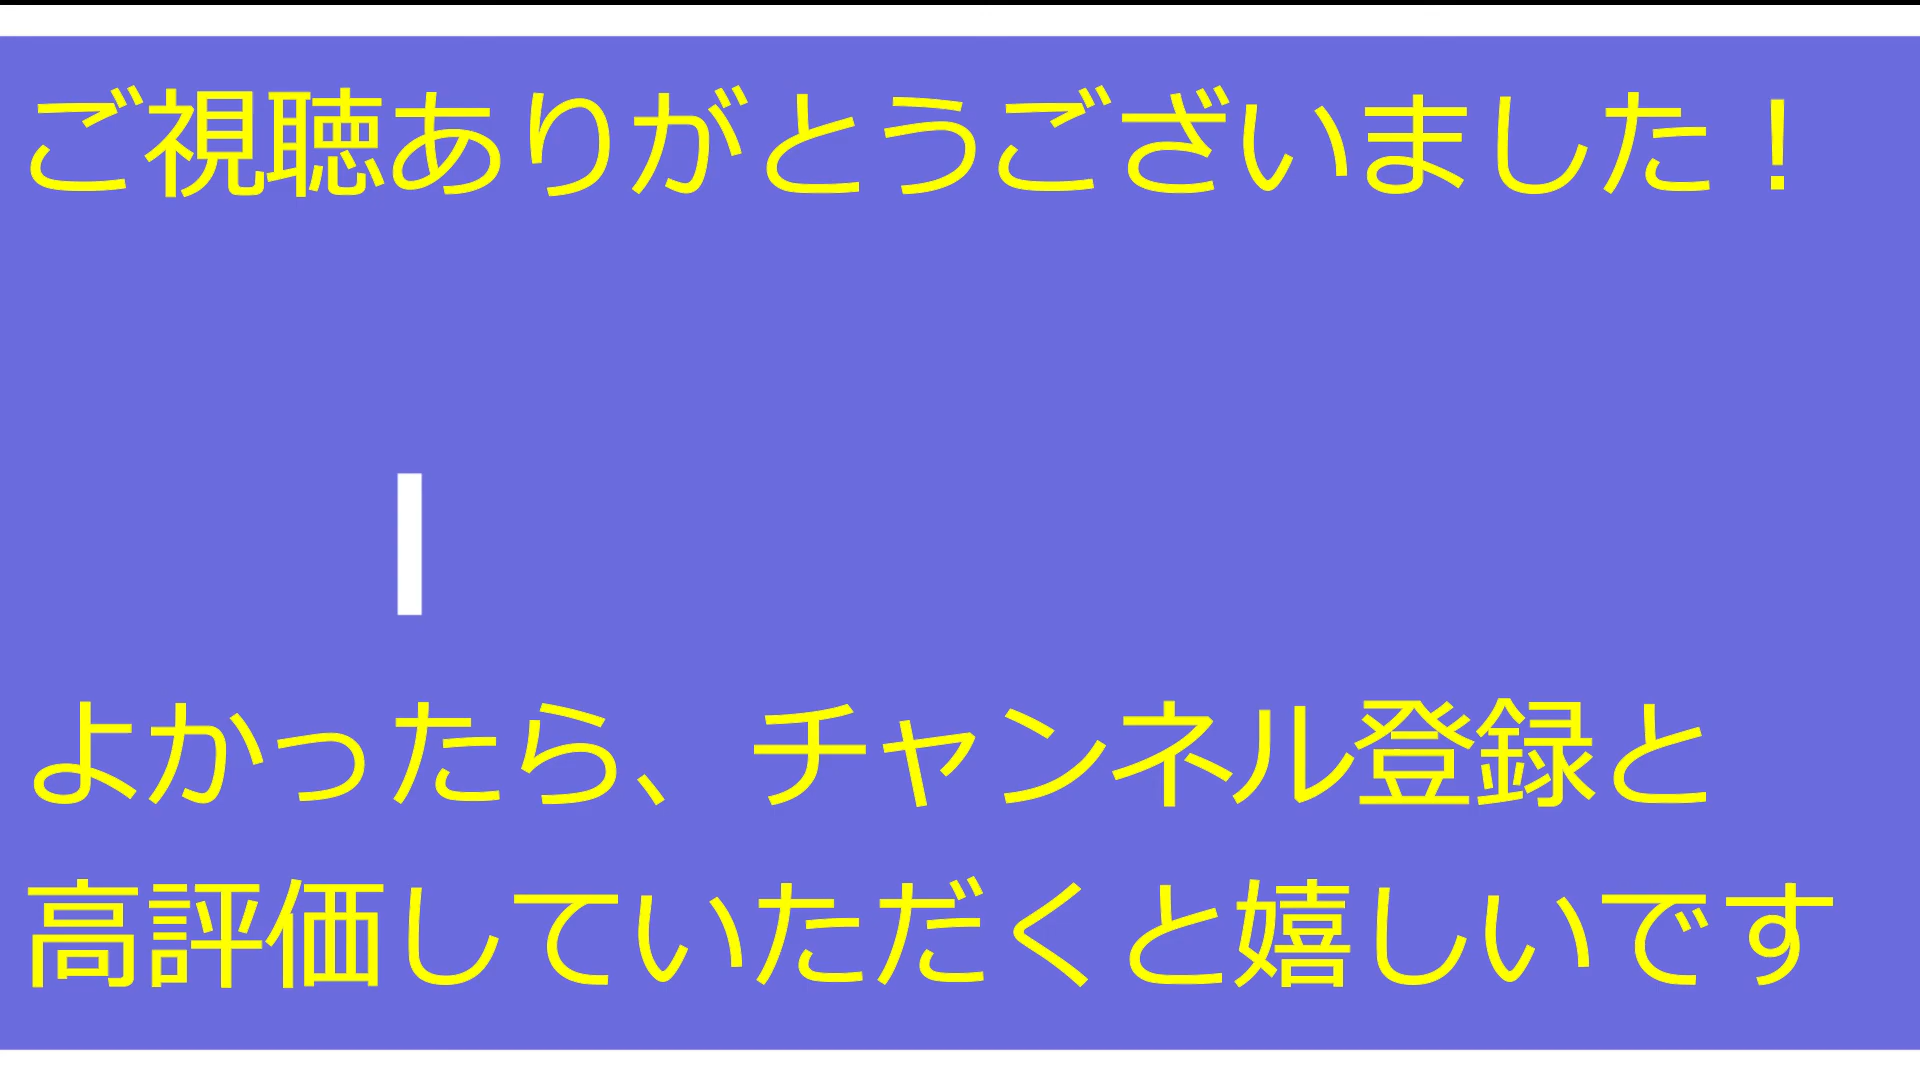 ご視聴ありがとうございました！
よかったら、チャンネル登録と
高評価していただくと嬉しいです